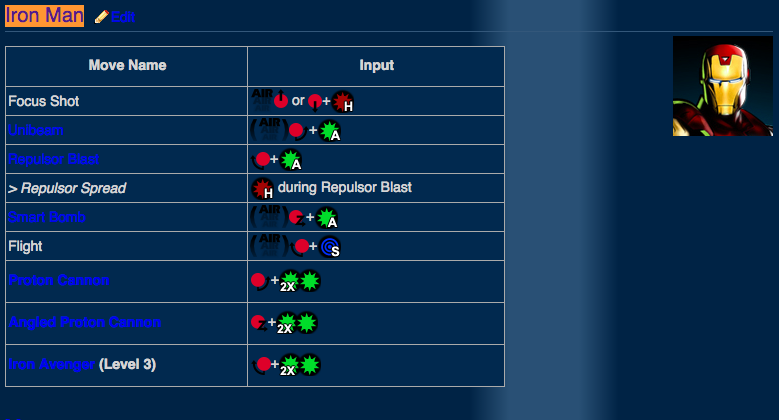 Iron Man Edit
Move Name Input
Focus Shot AIR or + H
Unibeam (AIR) + A
Repulsor Blast + A
> Repulsor Spread H during Repulsor Blast
Smart Bomb (AIR) + A
Flight (AIR) + S
Proton Cannon + 2X
Angled Proton Cannon + 2X
Iron Avenger (Level 3) + 2X